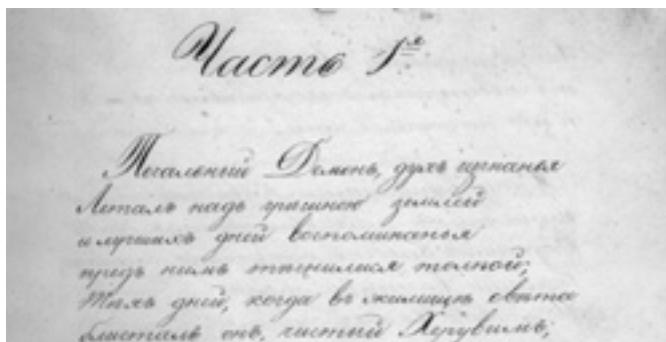 Часть 1я
Печальный Демонъ, духъ изгнанья
Леталъ надъ грѣшною землей
и лучшихъ дней воспоминанья
предъ нимъ тѣснилися толпой;
Тѣхъ дней, когда въ жилищѣ свѣта
блисталъ онъ, чистый Херувимъ;